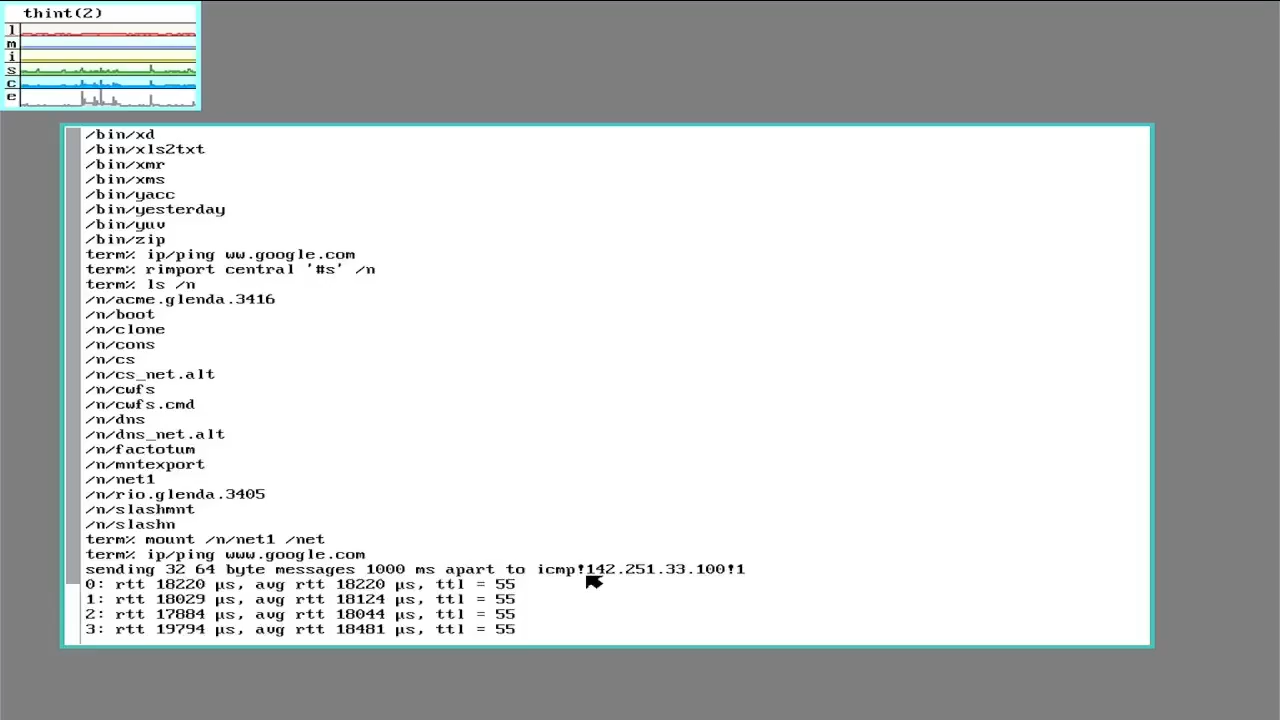 thint(2)
l
m
i
s
c
e
/bin/xd
/bin/xls2txt
/bin/xmr
/bin/xms
/bin/yacc
/bin/yesterday
/bin/yuv
/bin/zip
term% ip/ping ww.google.com
term% rimport central '#s' /n
term% ls /n
/n/acme.glenda.3416
/n/boot
/n/clone
/n/cons
/n/cs
/n/cs_net.alt
/n/cwfs
/n/cwfs.cmd
/n/dns
/n/dns_net.alt
/n/factotum
/n/mntexport
/n/net1
/n/rio.glenda.3405
/n/slashmnt
/n/slashn
term% mount /n/net1 /net
term% ip/ping www.google.com
sending 32 64 byte messages 1000 ms apart to icmp!142.251.33.100!1
0: rtt 18220 µs, avg rtt 18220 µs, ttl = 55
1: rtt 18029 µs, avg rtt 18124 µs, ttl = 55
2: rtt 17884 µs, avg rtt 18044 µs, ttl = 55
3: rtt 19794 µs, avg rtt 18481 µs, ttl = 55